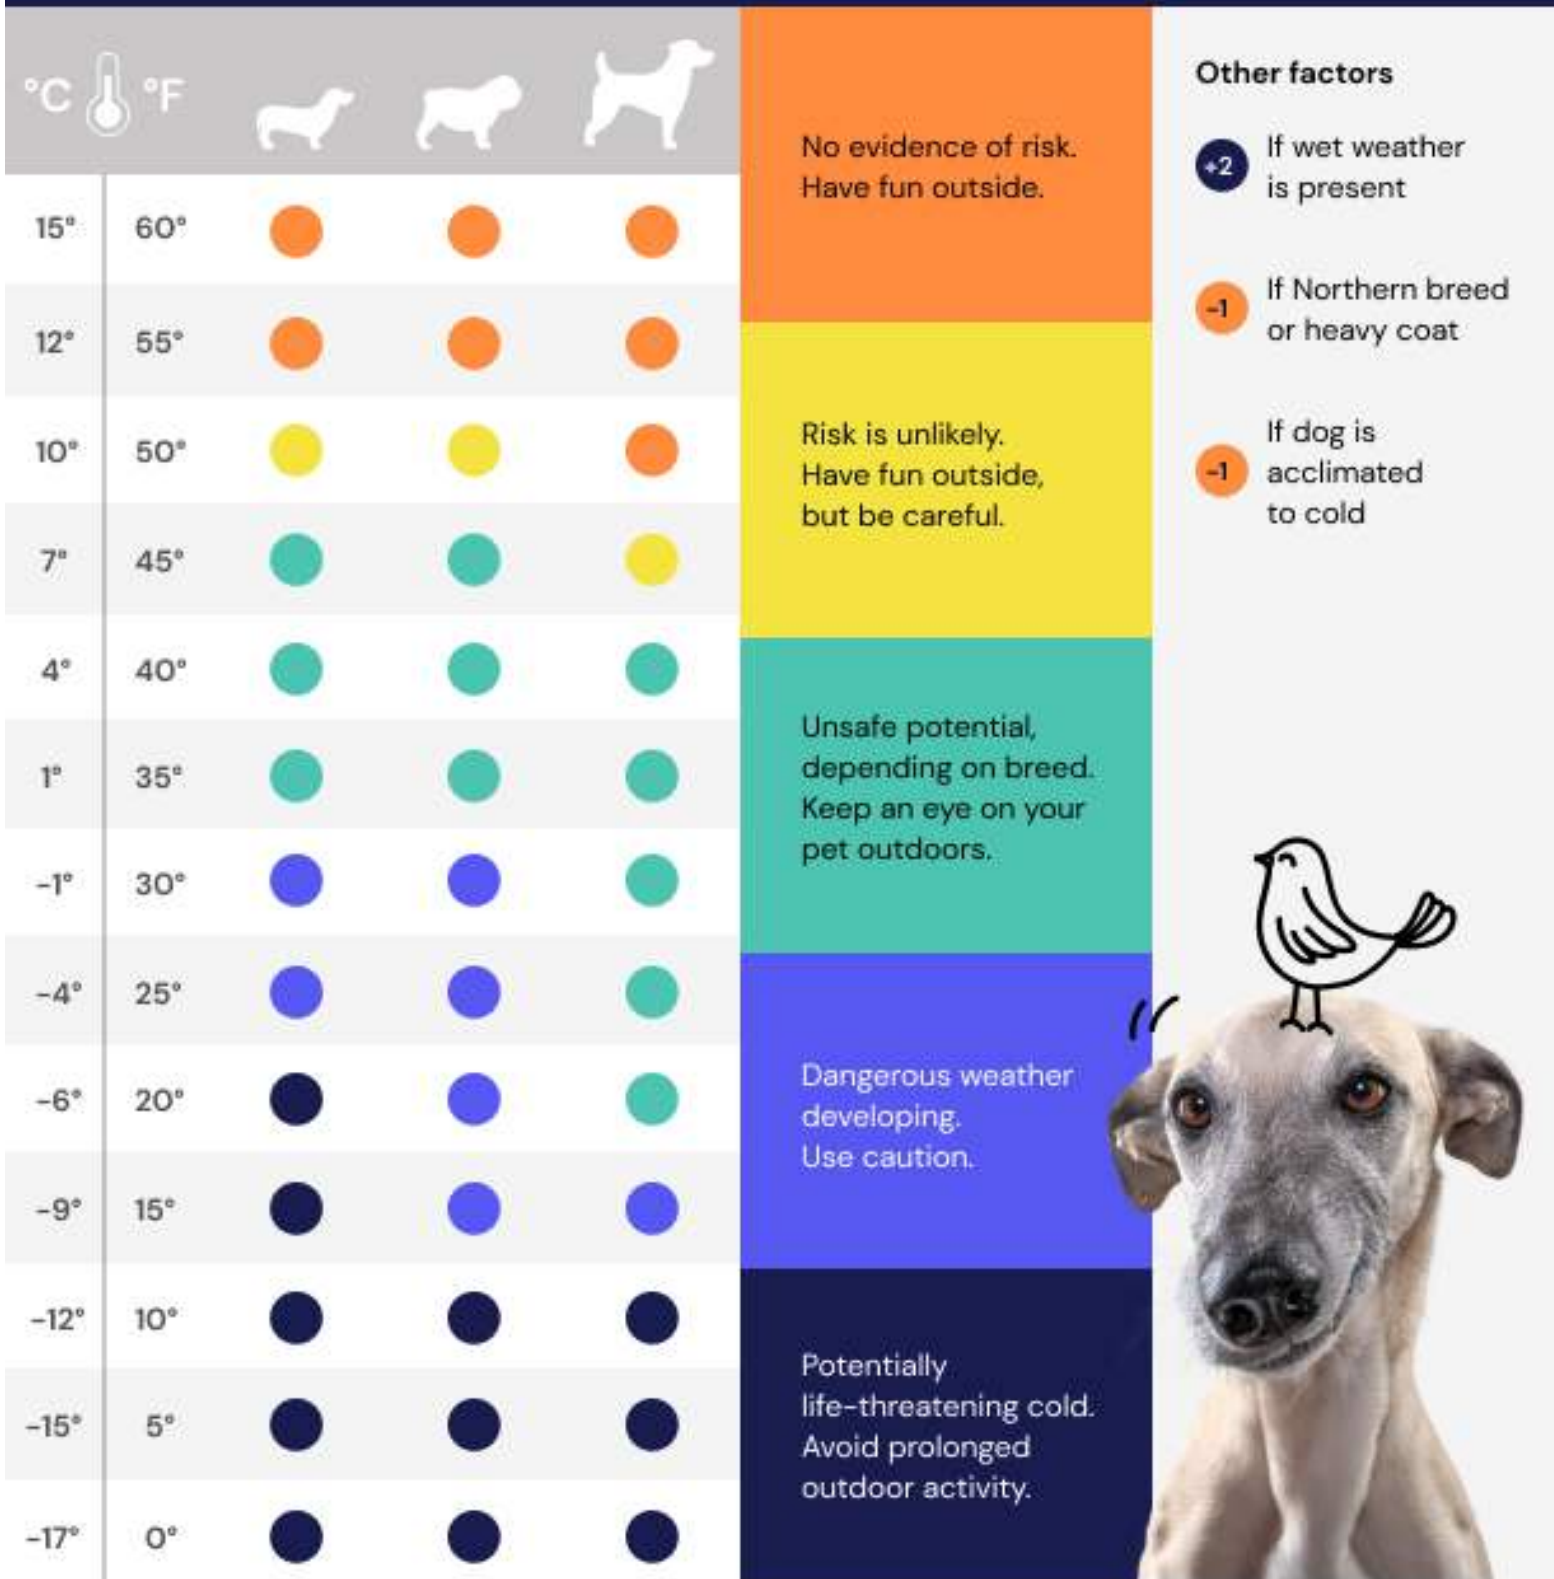 °C °F
15° 60°
12° 55°
10° 50°
7° 45°
4° 40°
1° 35°
-1° 30°
-4° 25°
-6° 20°
-9° 15°
-12° 10°
-15° 5°
-17° 0°
No evidence of risk.
Have fun outside.
Risk is unlikely.
Have fun outside,
but be careful.
Unsafe potential,
depending on breed.
Keep an eye on your
pet outdoors.
Dangerous weather
developing.
Use caution.
Potentially
life-threatening cold.
Avoid prolonged
outdoor activity.
Other factors
+2 If wet weather
is present
-1 If Northern breed
or heavy coat
-1 If dog is
acclimated
to cold